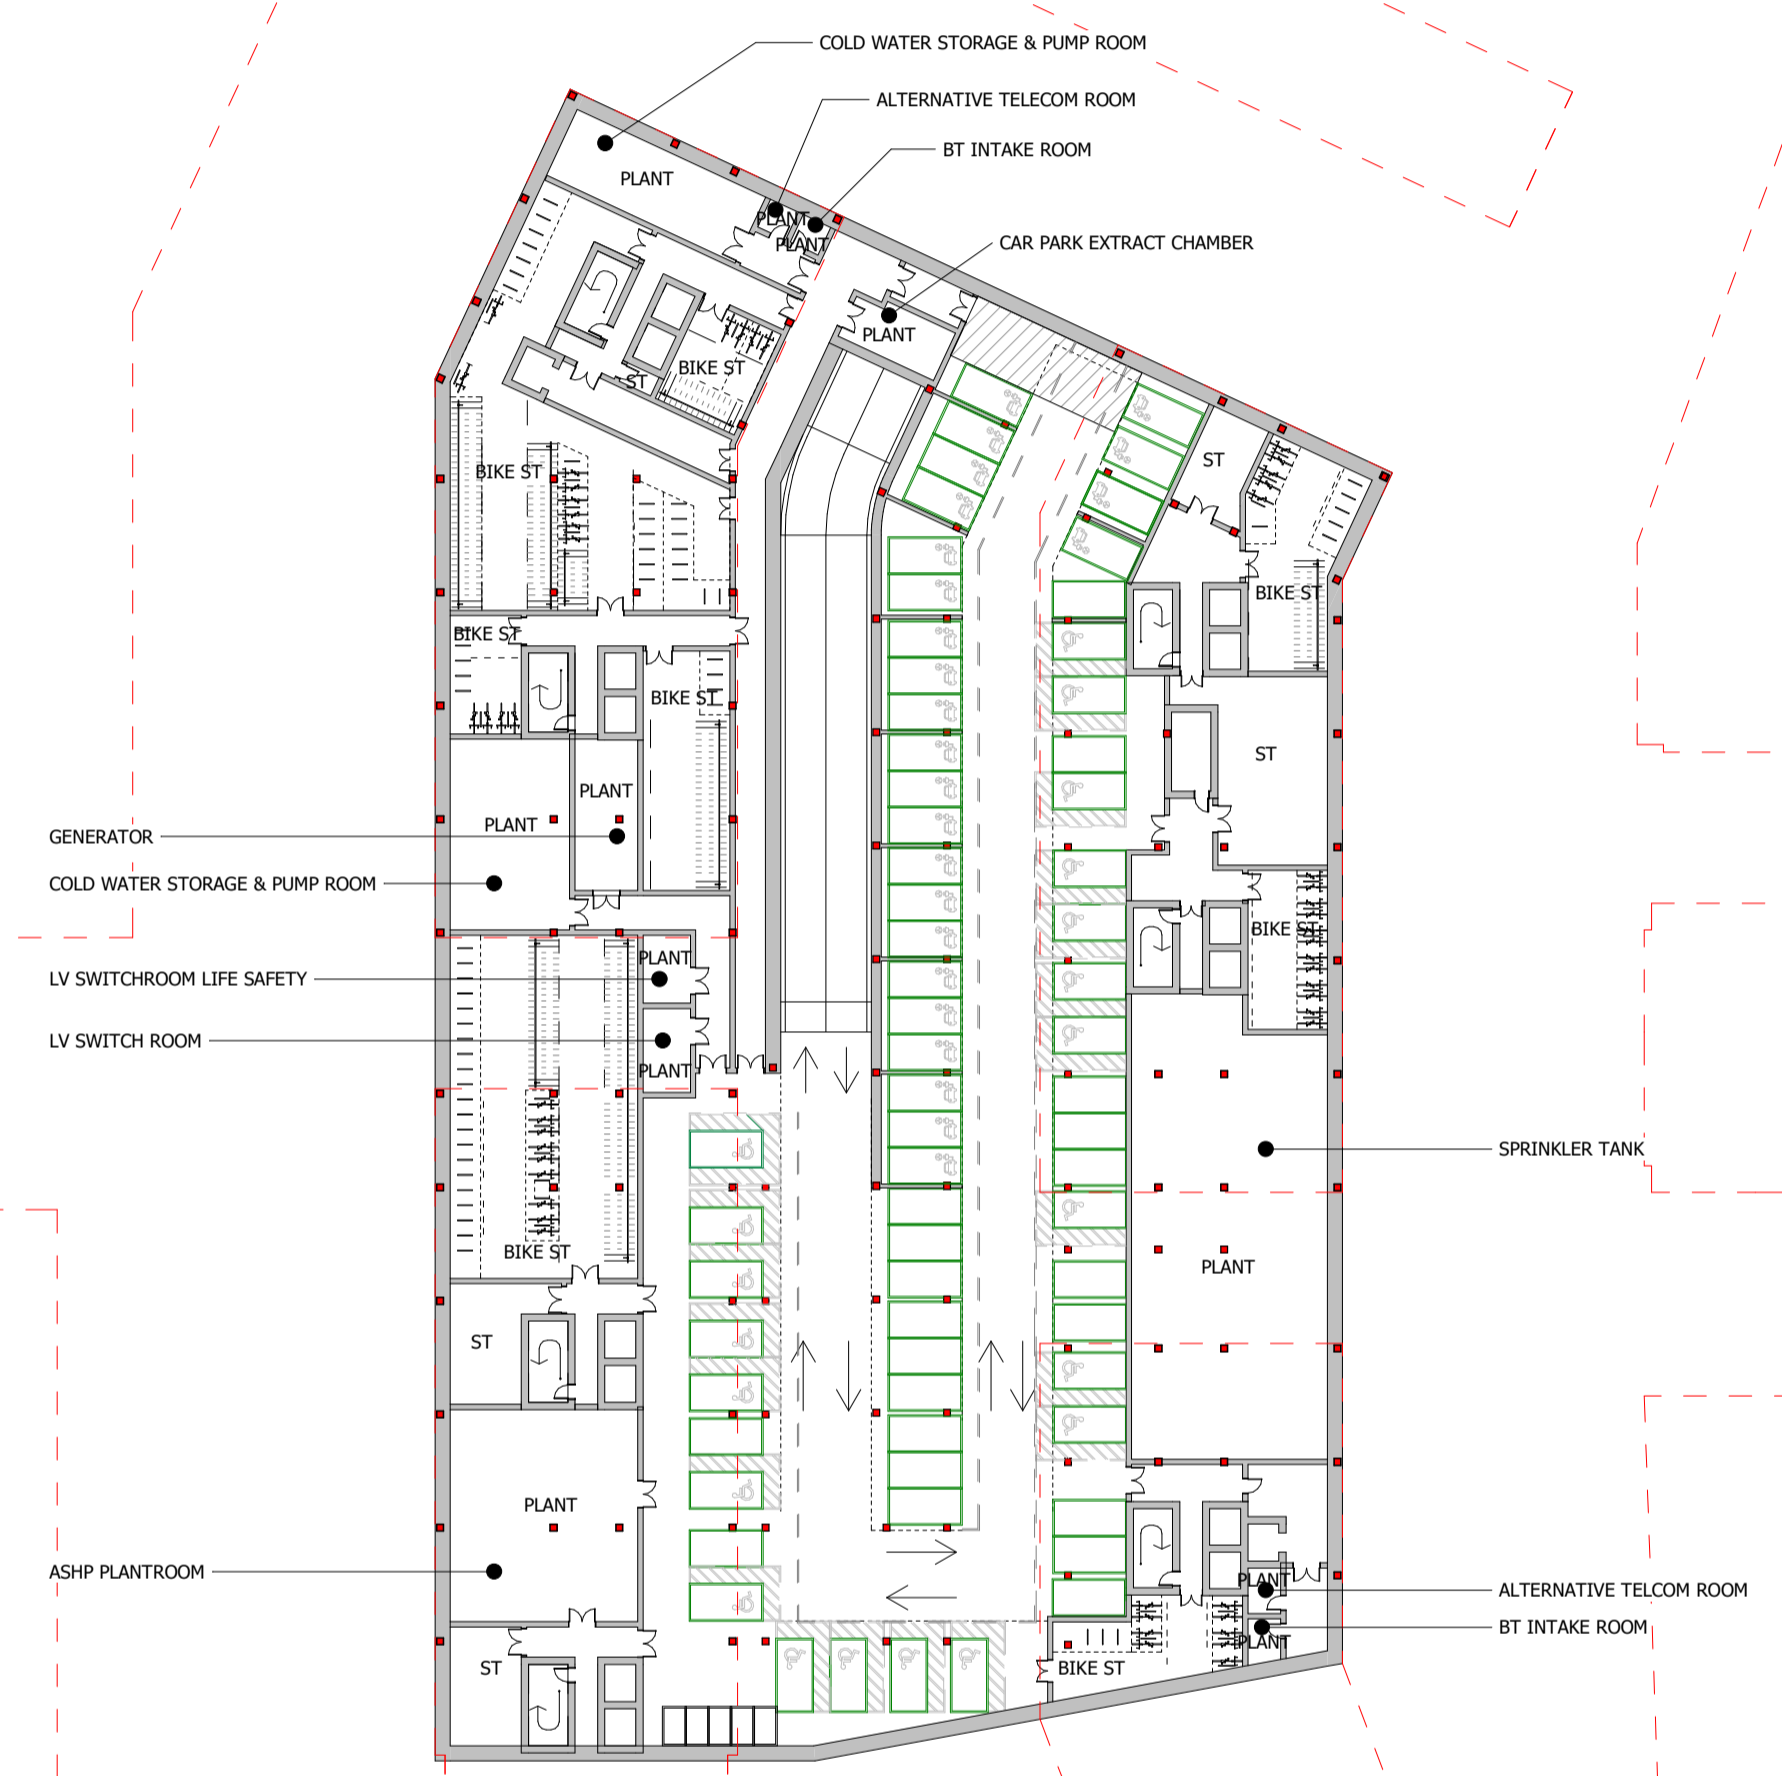 COLD WATER STORAGE & PUMP ROOM
ALTERNATIVE TELECOM ROOM
BT INTAKE ROOM
PLANT
PLANT
PLANT
CAR PARK EXTRACT CHAMBER
PLANT
BIKE ST
ST
ST
BIKE ST
BIKE ST
BIKE ST
BIKE ST
ST
PLANT
PLANT
GENERATOR
COLD WATER STORAGE & PUMP ROOM
BIKE ST
PLANT
LV SWITCHROOM LIFE SAFETY
LV SWITCH ROOM
PLANT
SPRINKLER TANK
BIKE ST
PLANT
ST
PLANT
ASHP PLANTROOM
PLANT
ALTERNATIVE TELCOM ROOM
BT INTAKE ROOM
PLANT
ST
BIKE ST